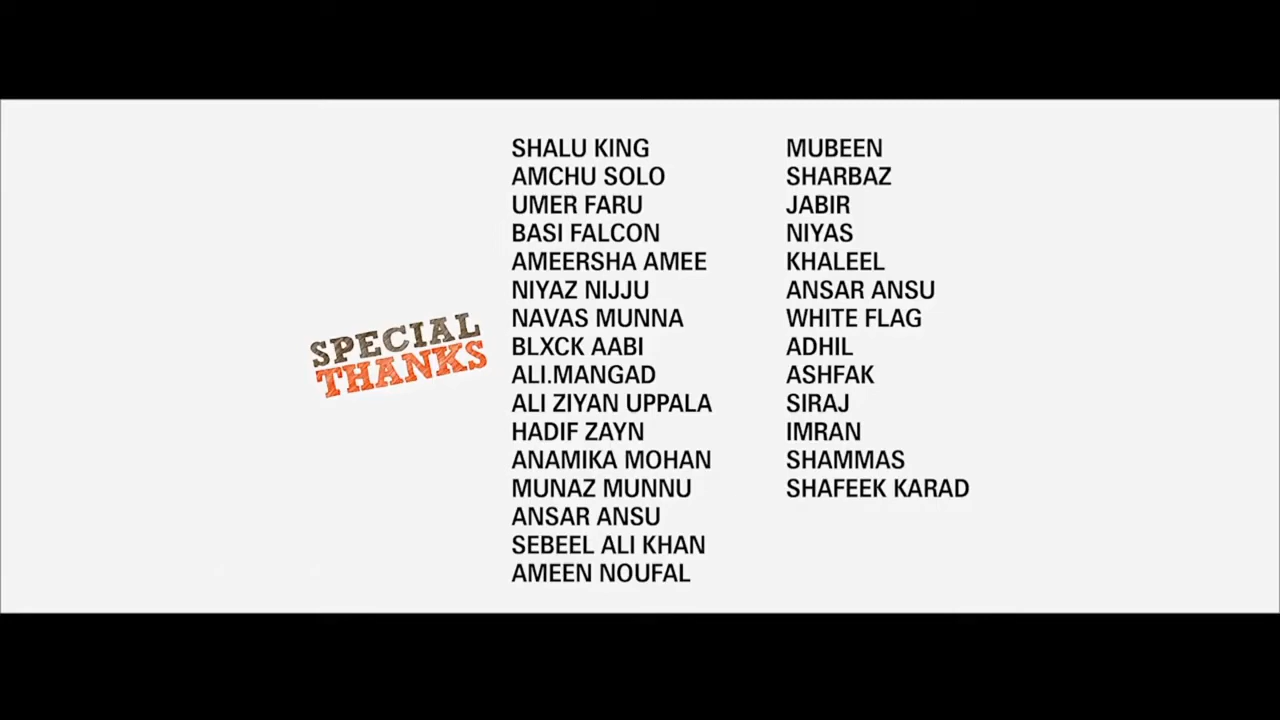 SPECIAL
THANKS
SHALU KING
AMCHU SOLO
UMER FARU
BASI FALCON
AMEERSHA AMEE
NIYAZ NIJJU
NAVAS MUNNA
BLXCK AABI
ALI.MANGAD
ALI ZIYAN UPPALA
HADIF ZAYN
ANAMIKA MOHAN
MUNAZ MUNNU
ANSAR ANSU
SEBEEL ALI KHAN
AMEEN NOUFAL
MUBEEN
SHARBAZ
JABIR
NIYAS
KHALEEL
ANSAR ANSU
WHITE FLAG
ADHIL
ASHFAK
SIRAJ
IMRAN
SHAMMAS
SHAFEEK KARAD